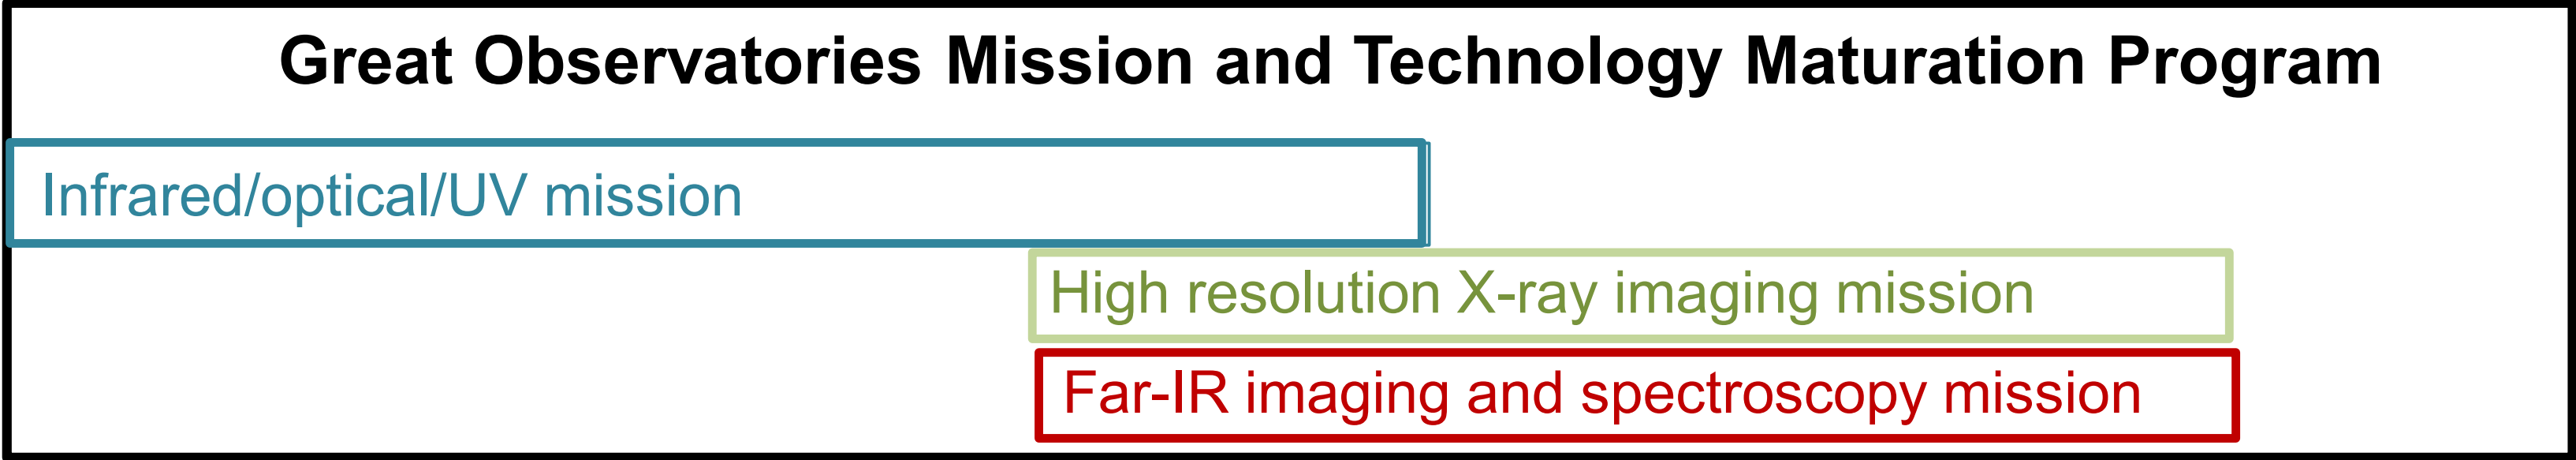 Great Observatories Mission and Technology Maturation Program
Infrared/optical/UV mission
High resolution X-ray imaging mission
Far-IR imaging and spectroscopy mission